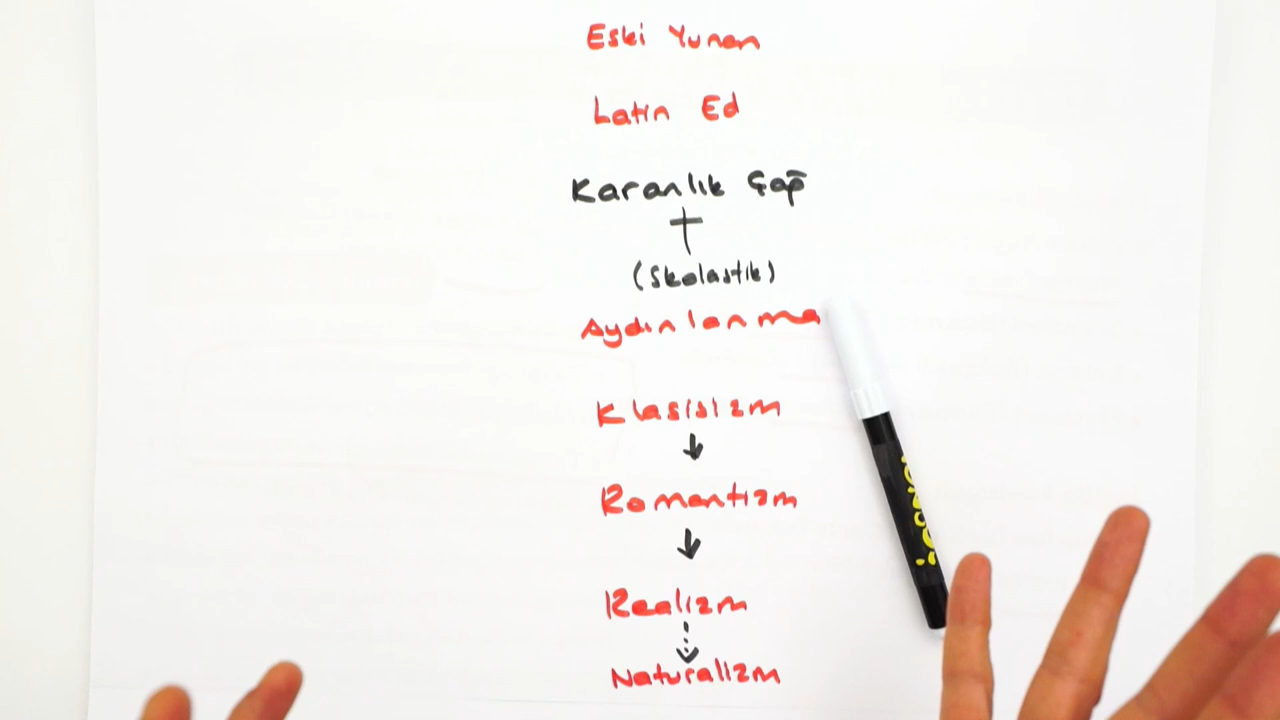 Eski Yunan
Latin Ed
Karanlık Çağ
(Skolastik)
Aydınlanma
Klasisizm
Romantizm
Realizm
Naturalizm